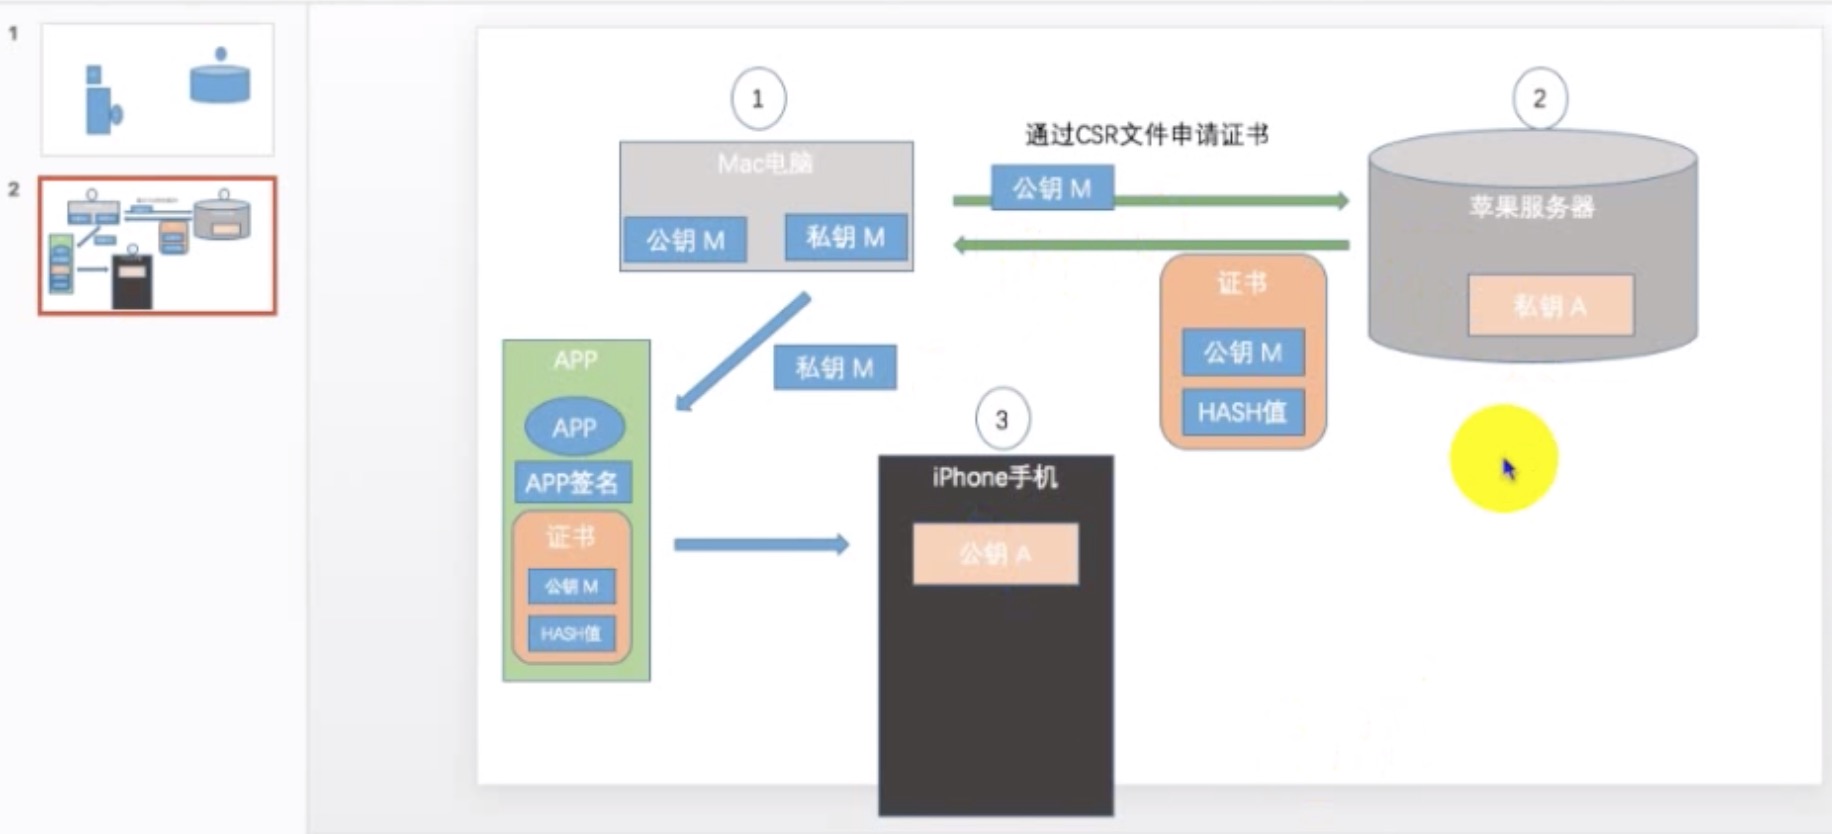 1
2
1
2
通过CSR文件申请证书
Mac电脑
公钥 M
公钥 M
私钥 M
苹果服务器
证书
私钥 A
公钥 M
HASH值
APP
私钥 M
APP
3
APP签名
iPhone手机
证书
公钥 A
公钥 M
HASH值